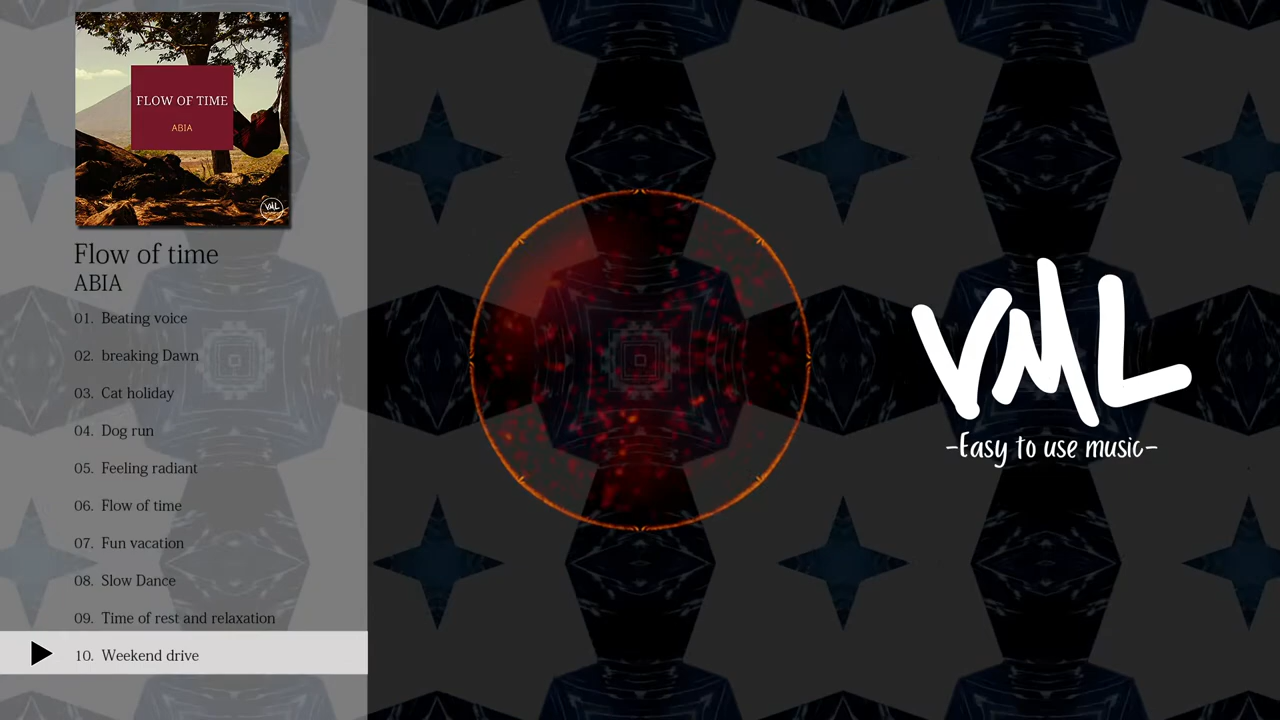 FLOW OF TIME
ABIA
VML
Flow of time
ABIA
01. Beating voice
02. breaking Dawn
03. Cat holiday
04. Dog run
05. Feeling radiant
06. Flow of time
07. Fun vacation
08. Slow Dance
09. Time of rest and relaxation
10. Weekend drive
VML
-Easy to use music-